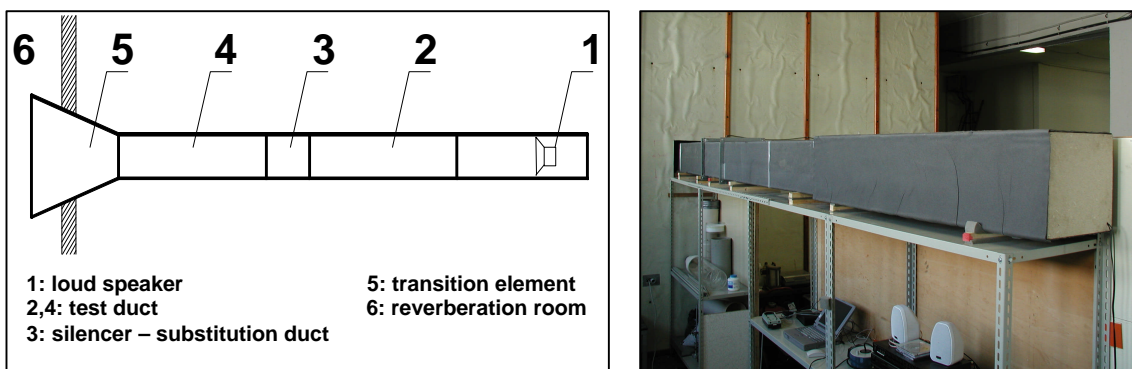 6 5 4 3 2 1
1: loud speaker
2,4: test duct
3: silencer – substitution duct
5: transition element
6: reverberation room